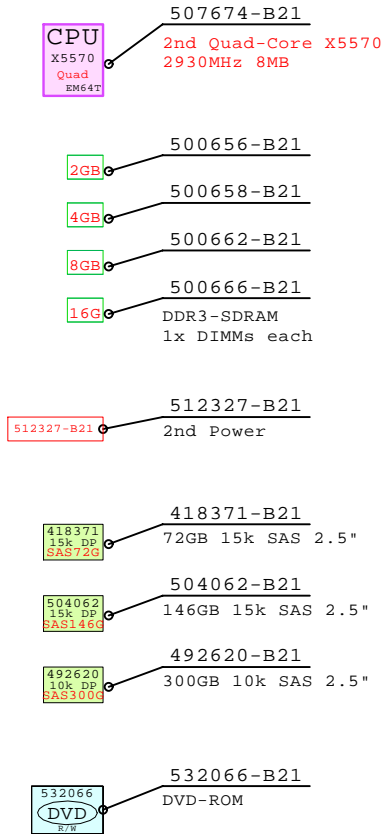 507674-B21
CPU
X5570
Quad
EM64T
2nd Quad-Core X5570
2930MHz 8MB
500656-B21
2GB
500658-B21
4GB
500662-B21
8GB
500666-B21
16G
DDR3-SDRAM
1x DIMMs each
512327-B21
512327-B21
2nd Power
418371-B21
418371
15k DP
SAS72G
72GB 15k SAS 2.5"
504062-B21
504062
15k DP
SAS146G
146GB 15k SAS 2.5"
492620-B21
492620
10k DP
SAS300G
300GB 10k SAS 2.5"
532066-B21
532066
DVD
R/W
DVD-ROM